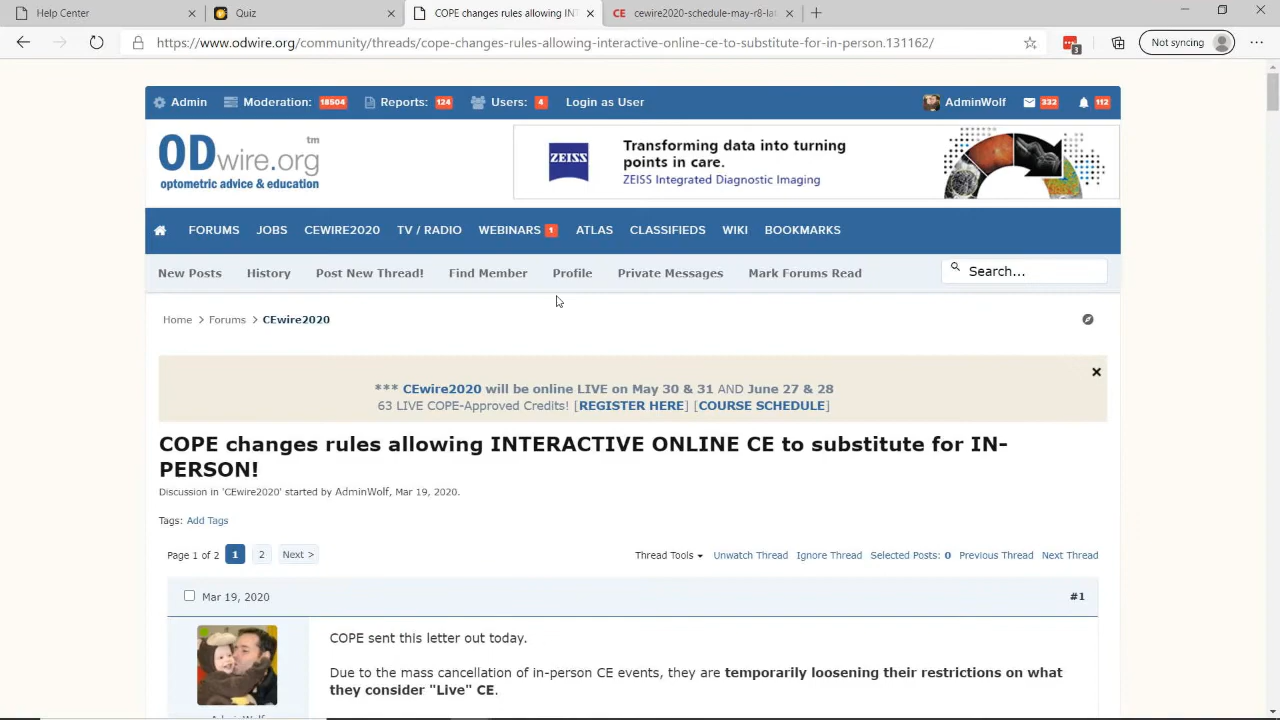 Help Center
Quiz
COPE changes rules allowing INT
CE cewire2020-schedule-may-r8-lat
https://www.odwire.org/community/threads/cope-changes-rules-allowing-interactive-online-ce-to-substitute-for-in-person.131162/
3
Not syncing
Admin Moderation: 18504 Reports: 124 Users: 4 Login as User AdminWolf 332 112
ODwire.org tm
optometric advice & education
ZEISS
Transforming data into turning
points in care.
ZEISS Integrated Diagnostic Imaging
FORUMS JOBS CEWIRE2020 TV / RADIO WEBINARS 1 ATLAS CLASSIFIEDS WIKI BOOKMARKS
New Posts History Post New Thread! Find Member Profile Private Messages Mark Forums Read Search...
Home > Forums > CEwire2020
*** CEwire2020 will be online LIVE on May 30 & 31 AND June 27 & 28
63 LIVE COPE-Approved Credits! [REGISTER HERE] [COURSE SCHEDULE]
COPE changes rules allowing INTERACTIVE ONLINE CE to substitute for IN-
PERSON!
Discussion in 'CEwire2020' started by AdminWolf, Mar 19, 2020.
Tags: Add Tags
Page 1 of 2 1 2 Next > Thread Tools Unwatch Thread Ignore Thread Selected Posts: 0 Previous Thread Next Thread
Mar 19, 2020 #1
COPE sent this letter out today.
Due to the mass cancellation of in-person CE events, they are temporarily loosening their restrictions on what
they consider "Live" CE.